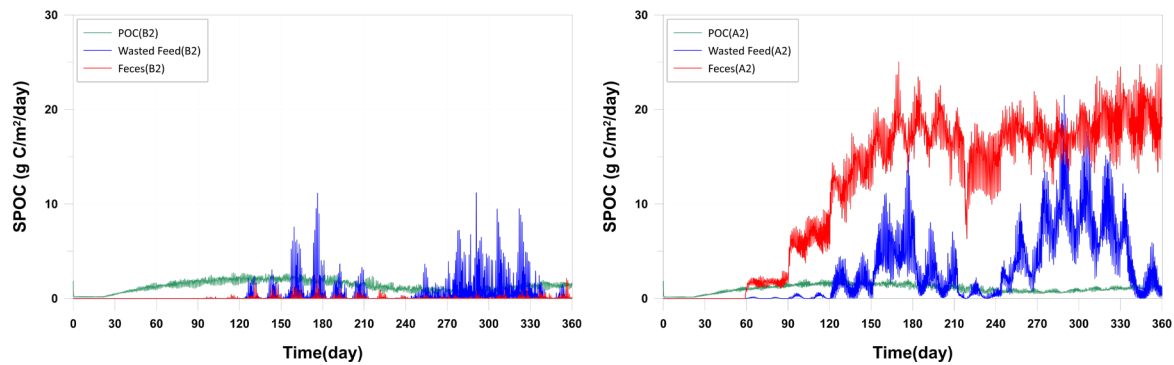 30
POC(B2)
Wasted Feed(B2)
Feces(B2)
20
10
0
SPOC (g C/m²/day)
0 30 60 90 120 150 180 210 240 270 300 330 360
Time(day)
30
POC(A2)
Wasted Feed(A2)
Feces(A2)
20
10
0
SPOC (g C/m²/day)
0 30 60 90 120 150 180 210 240 270 300 330 360
Time(day)